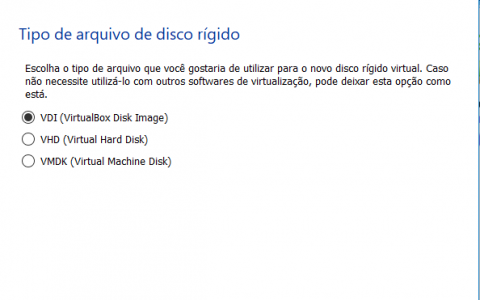 Tipo de arquivo de disco rígido
Escolha o tipo de arquivo que você gostaria de utilizar para o novo disco rígido virtual. Caso
não necessite utilizá-lo com outros softwares de virtualização, pode deixar esta opção como
está.
VDI (VirtualBox Disk Image)
VHD (Virtual Hard Disk)
VMDK (Virtual Machine Disk)